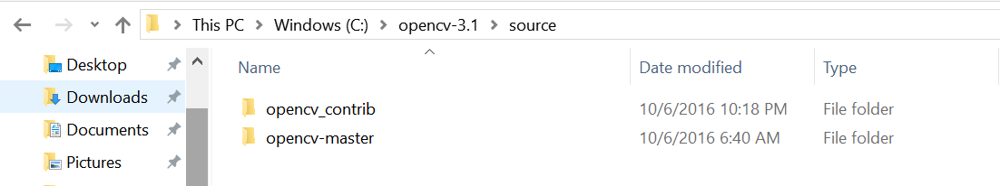 This PC > Windows (C:) > opencv-3.1 > source
Desktop
Downloads
Documents
Pictures
Name Date modified Type
opencv_contrib 10/6/2016 10:18 PM File folder
opencv-master 10/6/2016 6:40 AM File folder